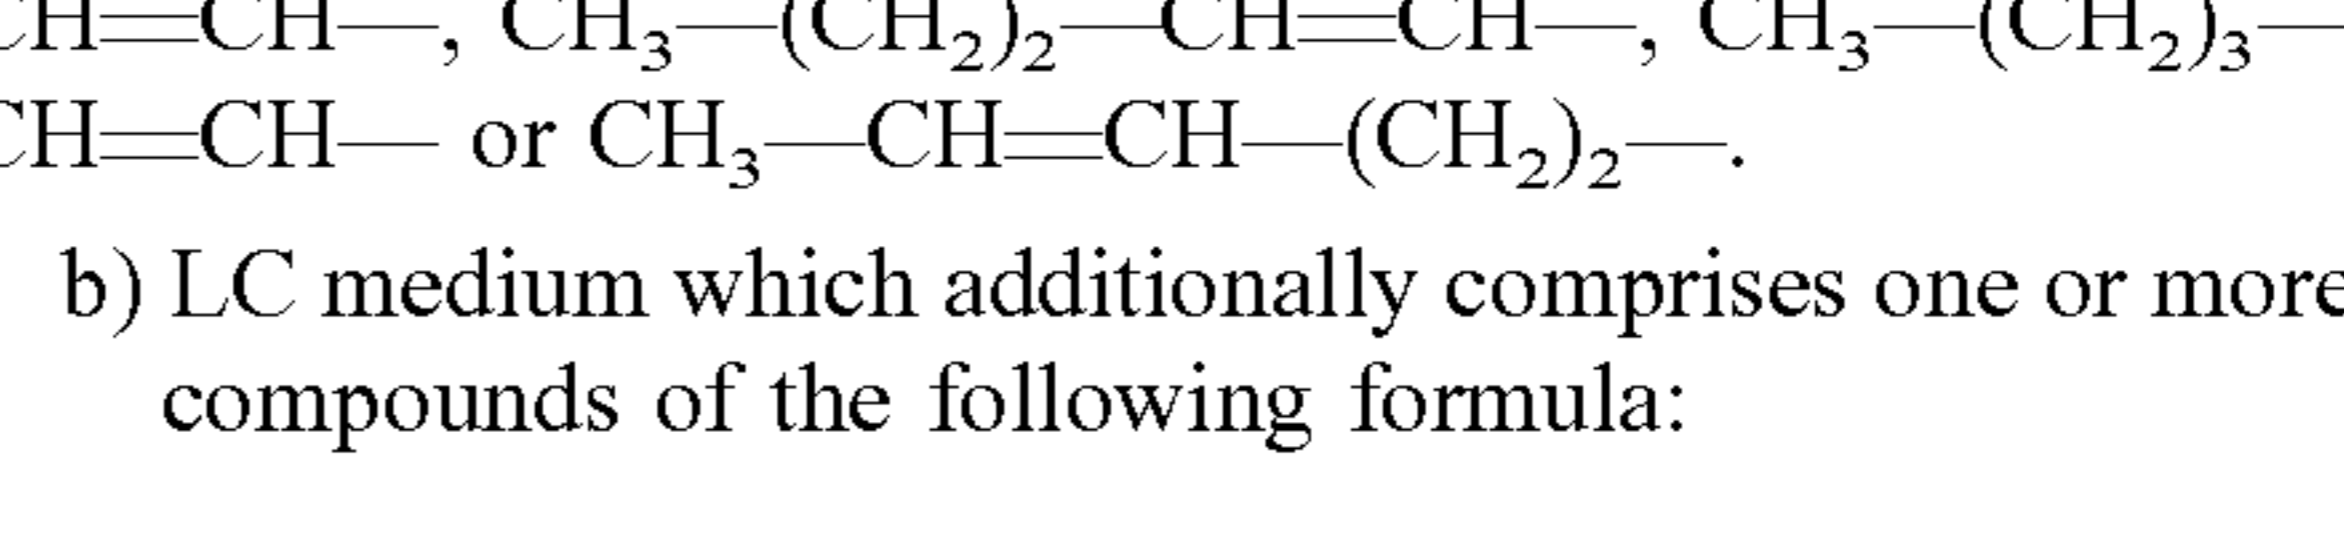 CH=CH—, CH₃—(CH₂)₂—CH=CH—, CH₃—(CH₂)₃—
CH=CH— or CH₃—CH=CH—(CH₂)₂—.
b) LC medium which additionally comprises one or more
compounds of the following formula: